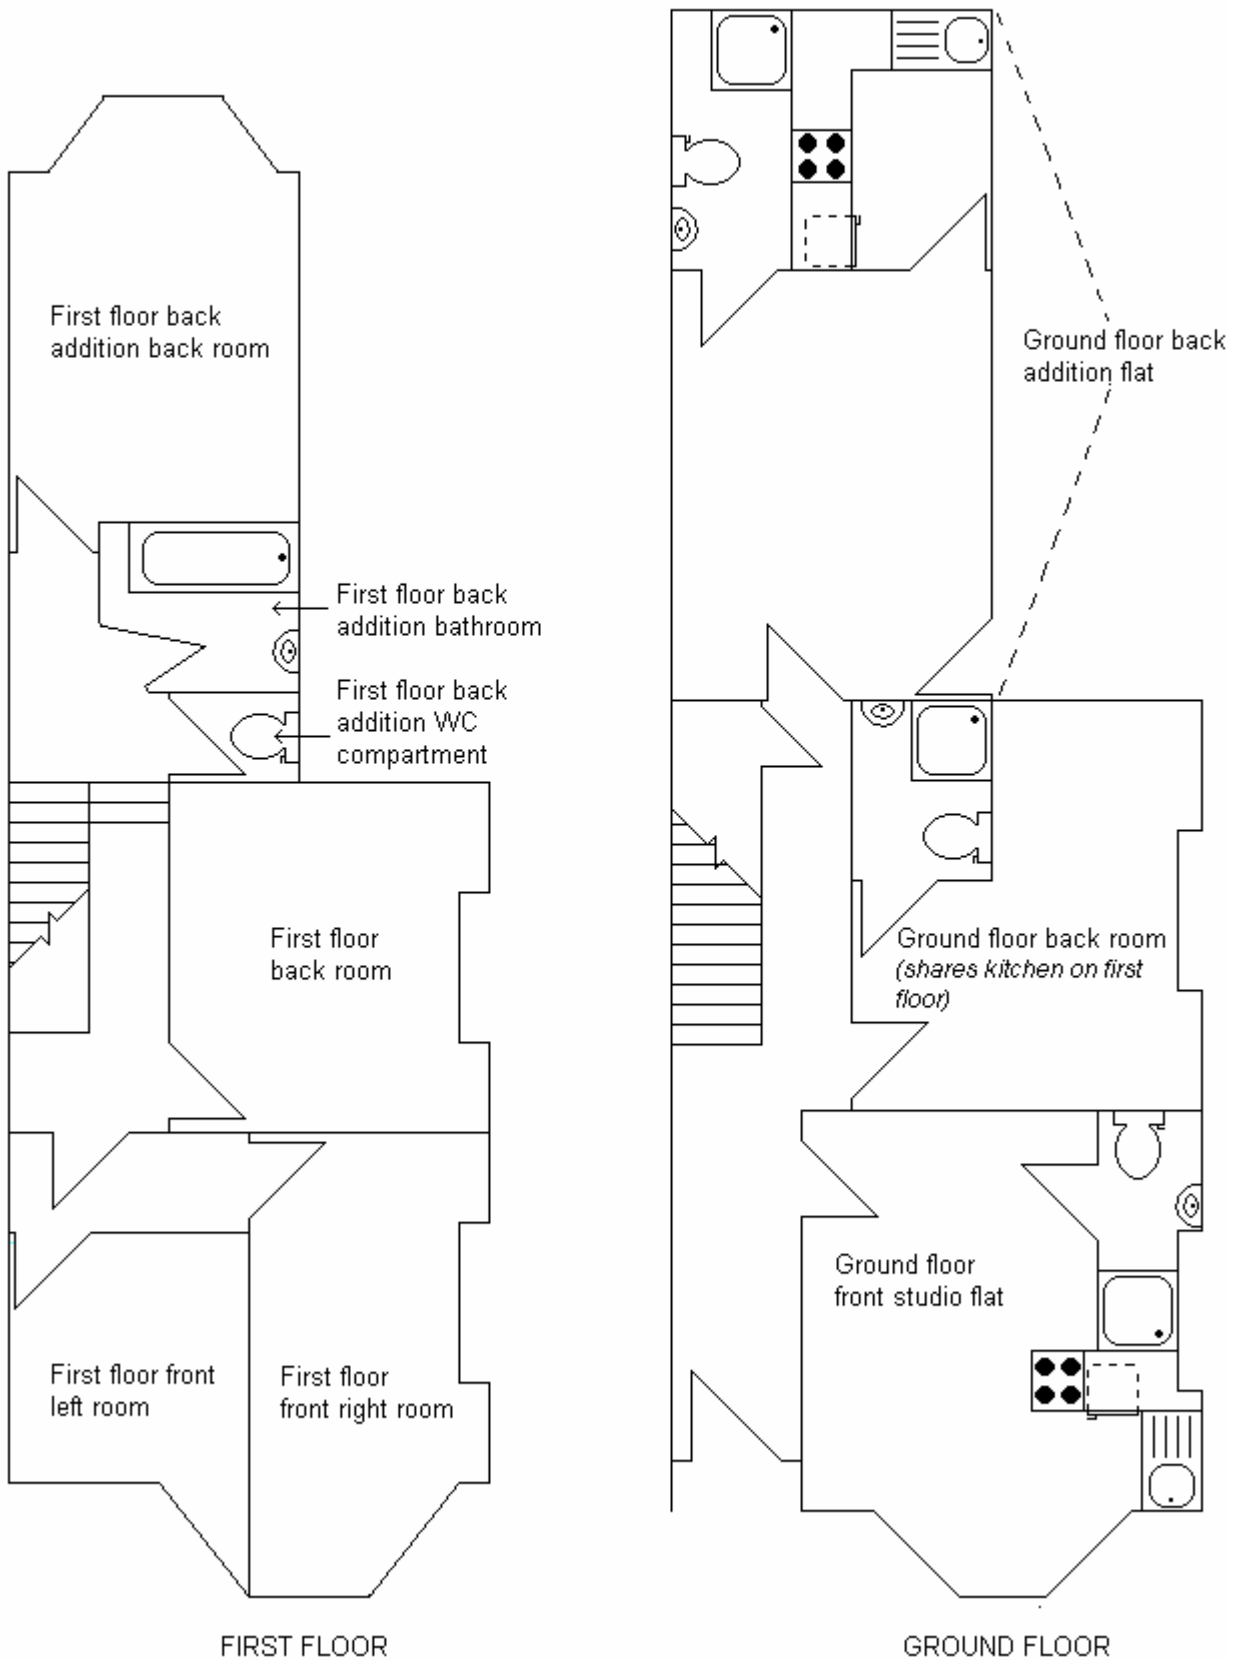 First floor back
addition back room
First floor back
addition bathroom
First floor back
addition WC
compartment
First floor
back room
First floor front
left room
First floor
front right room
FIRST FLOOR
Ground floor back
addition flat
Ground floor back room
(shares kitchen on first
floor)
Ground floor
front studio flat
GROUND FLOOR